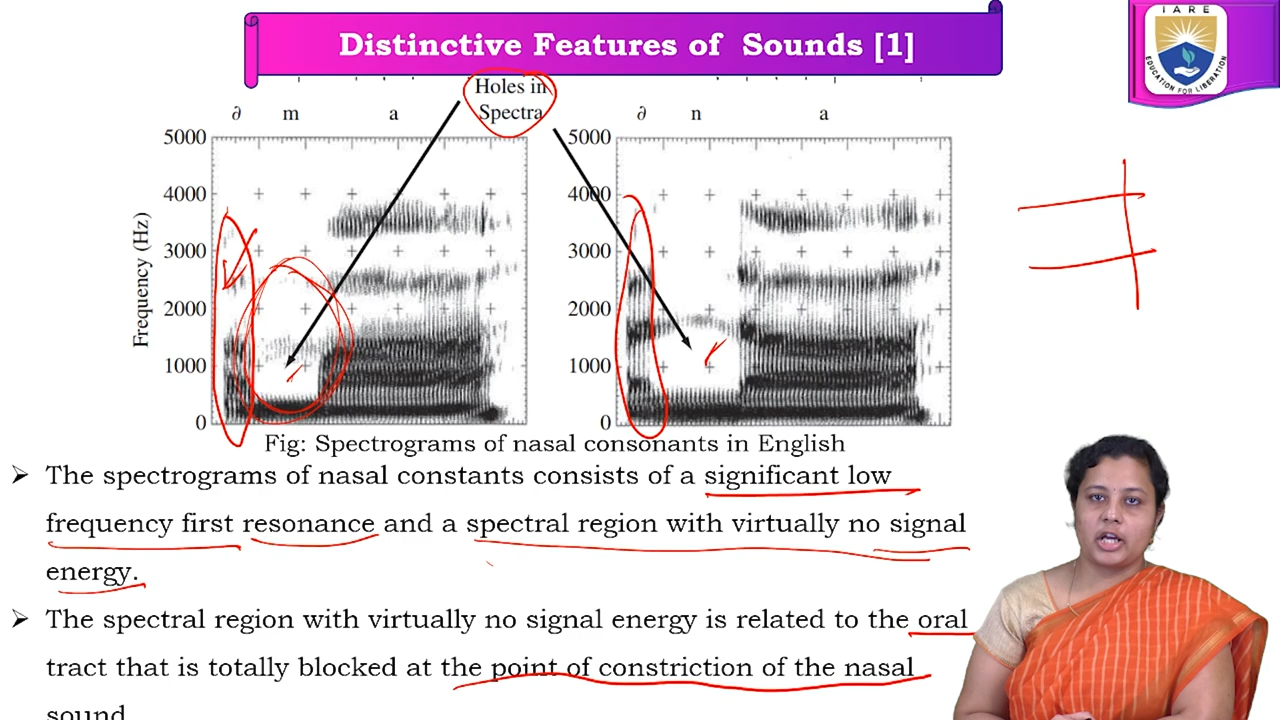 Distinctive Features of Sounds [1]
IARE
EDUCATION FOR LIBERATION
Holes in
Spectra
∂ m a
∂ n a
5000
4000
3000
2000
1000
0
Frequency (Hz)
5000
4000
3000
2000
1000
0
Fig: Spectrograms of nasal consonants in English
➢ The spectrograms of nasal constants consists of a significant low
frequency first resonance and a spectral region with virtually no signal
energy.
➢ The spectral region with virtually no signal energy is related to the oral
tract that is totally blocked at the point of constriction of the nasal
sound